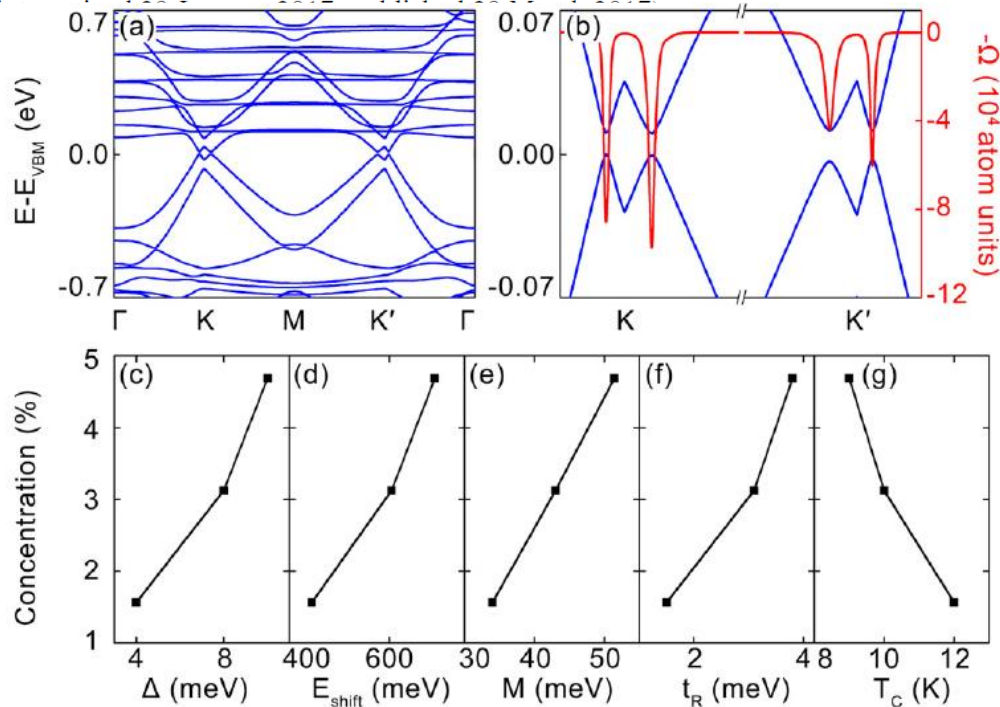 (a)
(b)
0.7
0.0
-0.7
E-E_VBM (eV)
Γ K M K′ Γ
0.07
0.00
-0.07
K K′
0
-4
-8
-12
-Ω (10⁴ atom units)
(c) (d) (e) (f) (g)
5
4
3
2
1
Concentration (%)
4 8 400 600 30 40 50 2 4 8 10 12
Δ (meV) E_shift (meV) M (meV) t_R (meV) T_C (K)